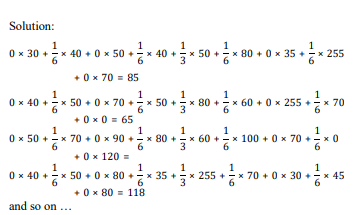 Solution:
0 × 30 + 1/6 × 40 + 0 × 50 + 1/6 × 40 + 1/3 × 50 + 1/6 × 80 + 0 × 35 + 1/6 × 255
+ 0 × 70 = 85
0 × 40 + 1/6 × 50 + 0 × 70 + 1/6 × 50 + 1/3 × 80 + 1/6 × 60 + 0 × 255 + 1/6 × 70
+ 0 × 0 = 65
0 × 50 + 1/6 × 70 + 0 × 90 + 1/6 × 80 + 1/3 × 60 + 1/6 × 100 + 0 × 70 + 1/6 × 0
+ 0 × 120 =
0 × 40 + 1/6 × 50 + 0 × 80 + 1/6 × 35 + 1/3 × 255 + 1/6 × 70 + 0 × 30 + 1/6 × 45
+ 0 × 80 = 118
and so on …